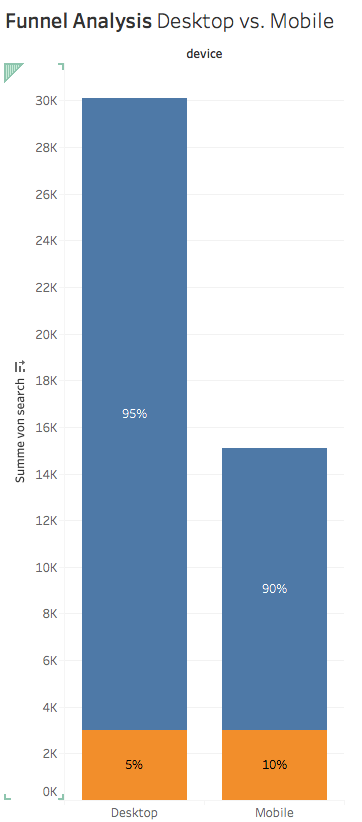 Funnel Analysis Desktop vs. Mobile
device
30K
28K
26K
24K
22K
20K
18K
16K
14K
12K
10K
8K
6K
4K
2K
0K
Summe von search
95%
90%
5%
10%
Desktop
Mobile